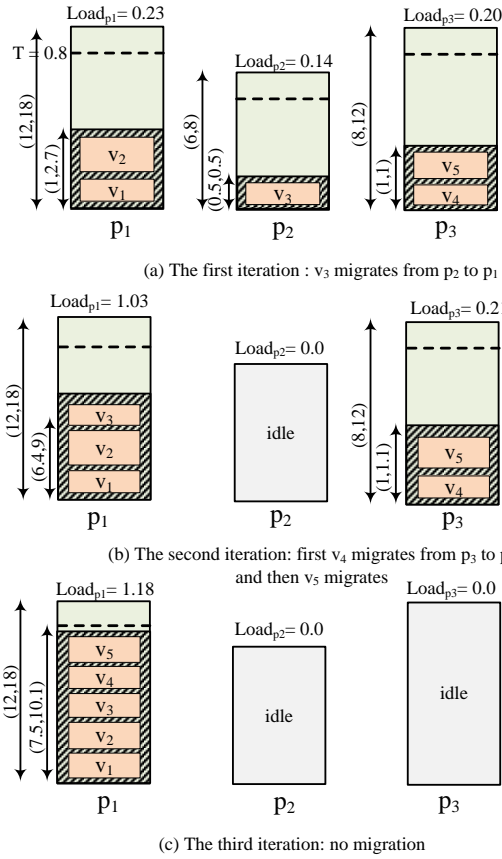 Load_p1= 0.23
Load_p2= 0.14
Load_p3= 0.20
T = 0.8
(12,18)
(1,2.7)
v₂
v₁
p₁
(6,8)
(0.5,0.5)
v₃
p₂
(8,12)
(1,1)
v₅
v₄
p₃
(a) The first iteration : v₃ migrates from p₂ to p₁
Load_p1= 1.03
Load_p2= 0.0
Load_p3= 0.2
(12,18)
(6.4,9)
v₃
v₂
v₁
p₁
idle
p₂
(8,12)
(1,1.1)
v₅
v₄
p₃
(b) The second iteration: first v₄ migrates from p₃ to p
and then v₅ migrates
Load_p1= 1.18
Load_p2= 0.0
Load_p3= 0.0
(12,18)
(7.5,10.1)
v₅
v₄
v₃
v₂
v₁
p₁
idle
p₂
idle
p₃
(c) The third iteration: no migration